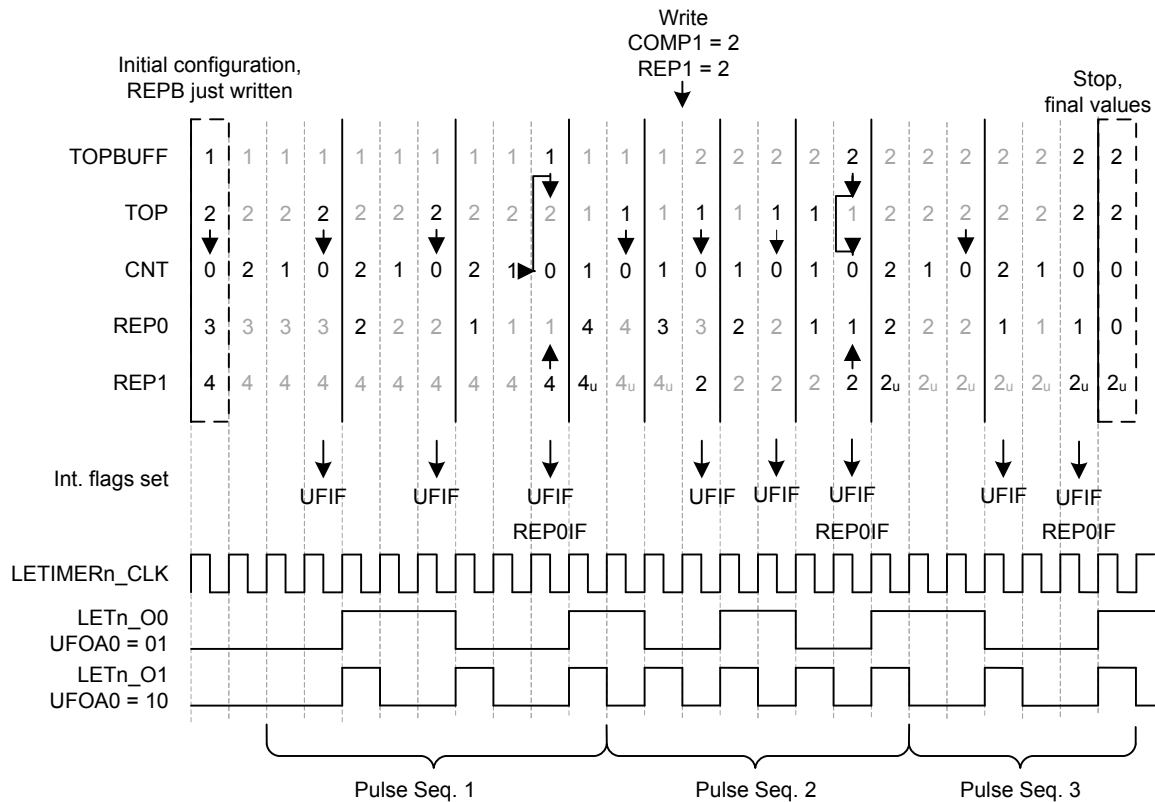 Write
COMP1 = 2
REP1 = 2
Initial configuration,
REPB just written
Stop,
final values
TOPBUFF 1 1 1 1 1 1 1 1 1 1 1 1 1 2 2 2 2 2 2 2 2 2 2 2 2
TOP 2 2 2 2 2 2 2 2 2 2 1 1 1 1 1 1 1 1 2 2 2 2 2 2 2
CNT 0 2 1 0 2 1 0 2 1 0 1 0 1 0 1 0 1 0 2 1 0 2 1 0 0
REP0 3 3 3 3 2 2 2 1 1 1 4 4 3 3 2 2 1 1 2 2 2 1 1 1 0
REP1 4 4 4 4 4 4 4 4 4 4 4u 4u 4u 2 2 2 2 2 2u 2u 2u 2u 2u 2u 2u
Int. flags set
UFIF UFIF UFIF UFIF UFIF UFIF UFIF UFIF
REP0IF REP0IF REP0IF
LETIMERn_CLK
LETn_O0
UFOA0 = 01
LETn_O1
UFOA0 = 10
Pulse Seq. 1 Pulse Seq. 2 Pulse Seq. 3